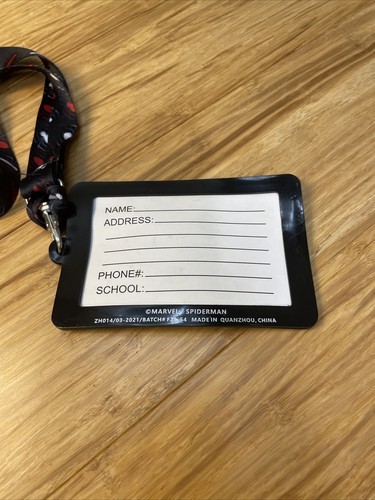 NAME:
ADDRESS:
PHONE#:
SCHOOL:
©MARVEL/ SPIDERMAN
ZH014/03-2021/BATCH# MADE IN QUANZHOU, CHINA